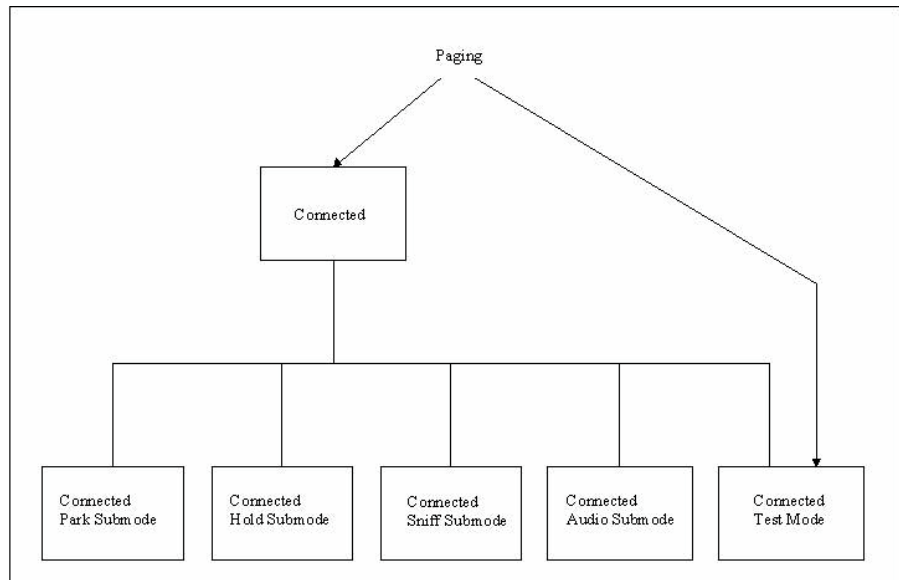 Paging
Connected
Connected
Park Submode
Connected
Hold Submode
Connected
Sniff Submode
Connected
Audio Submode
Connected
Test Mode